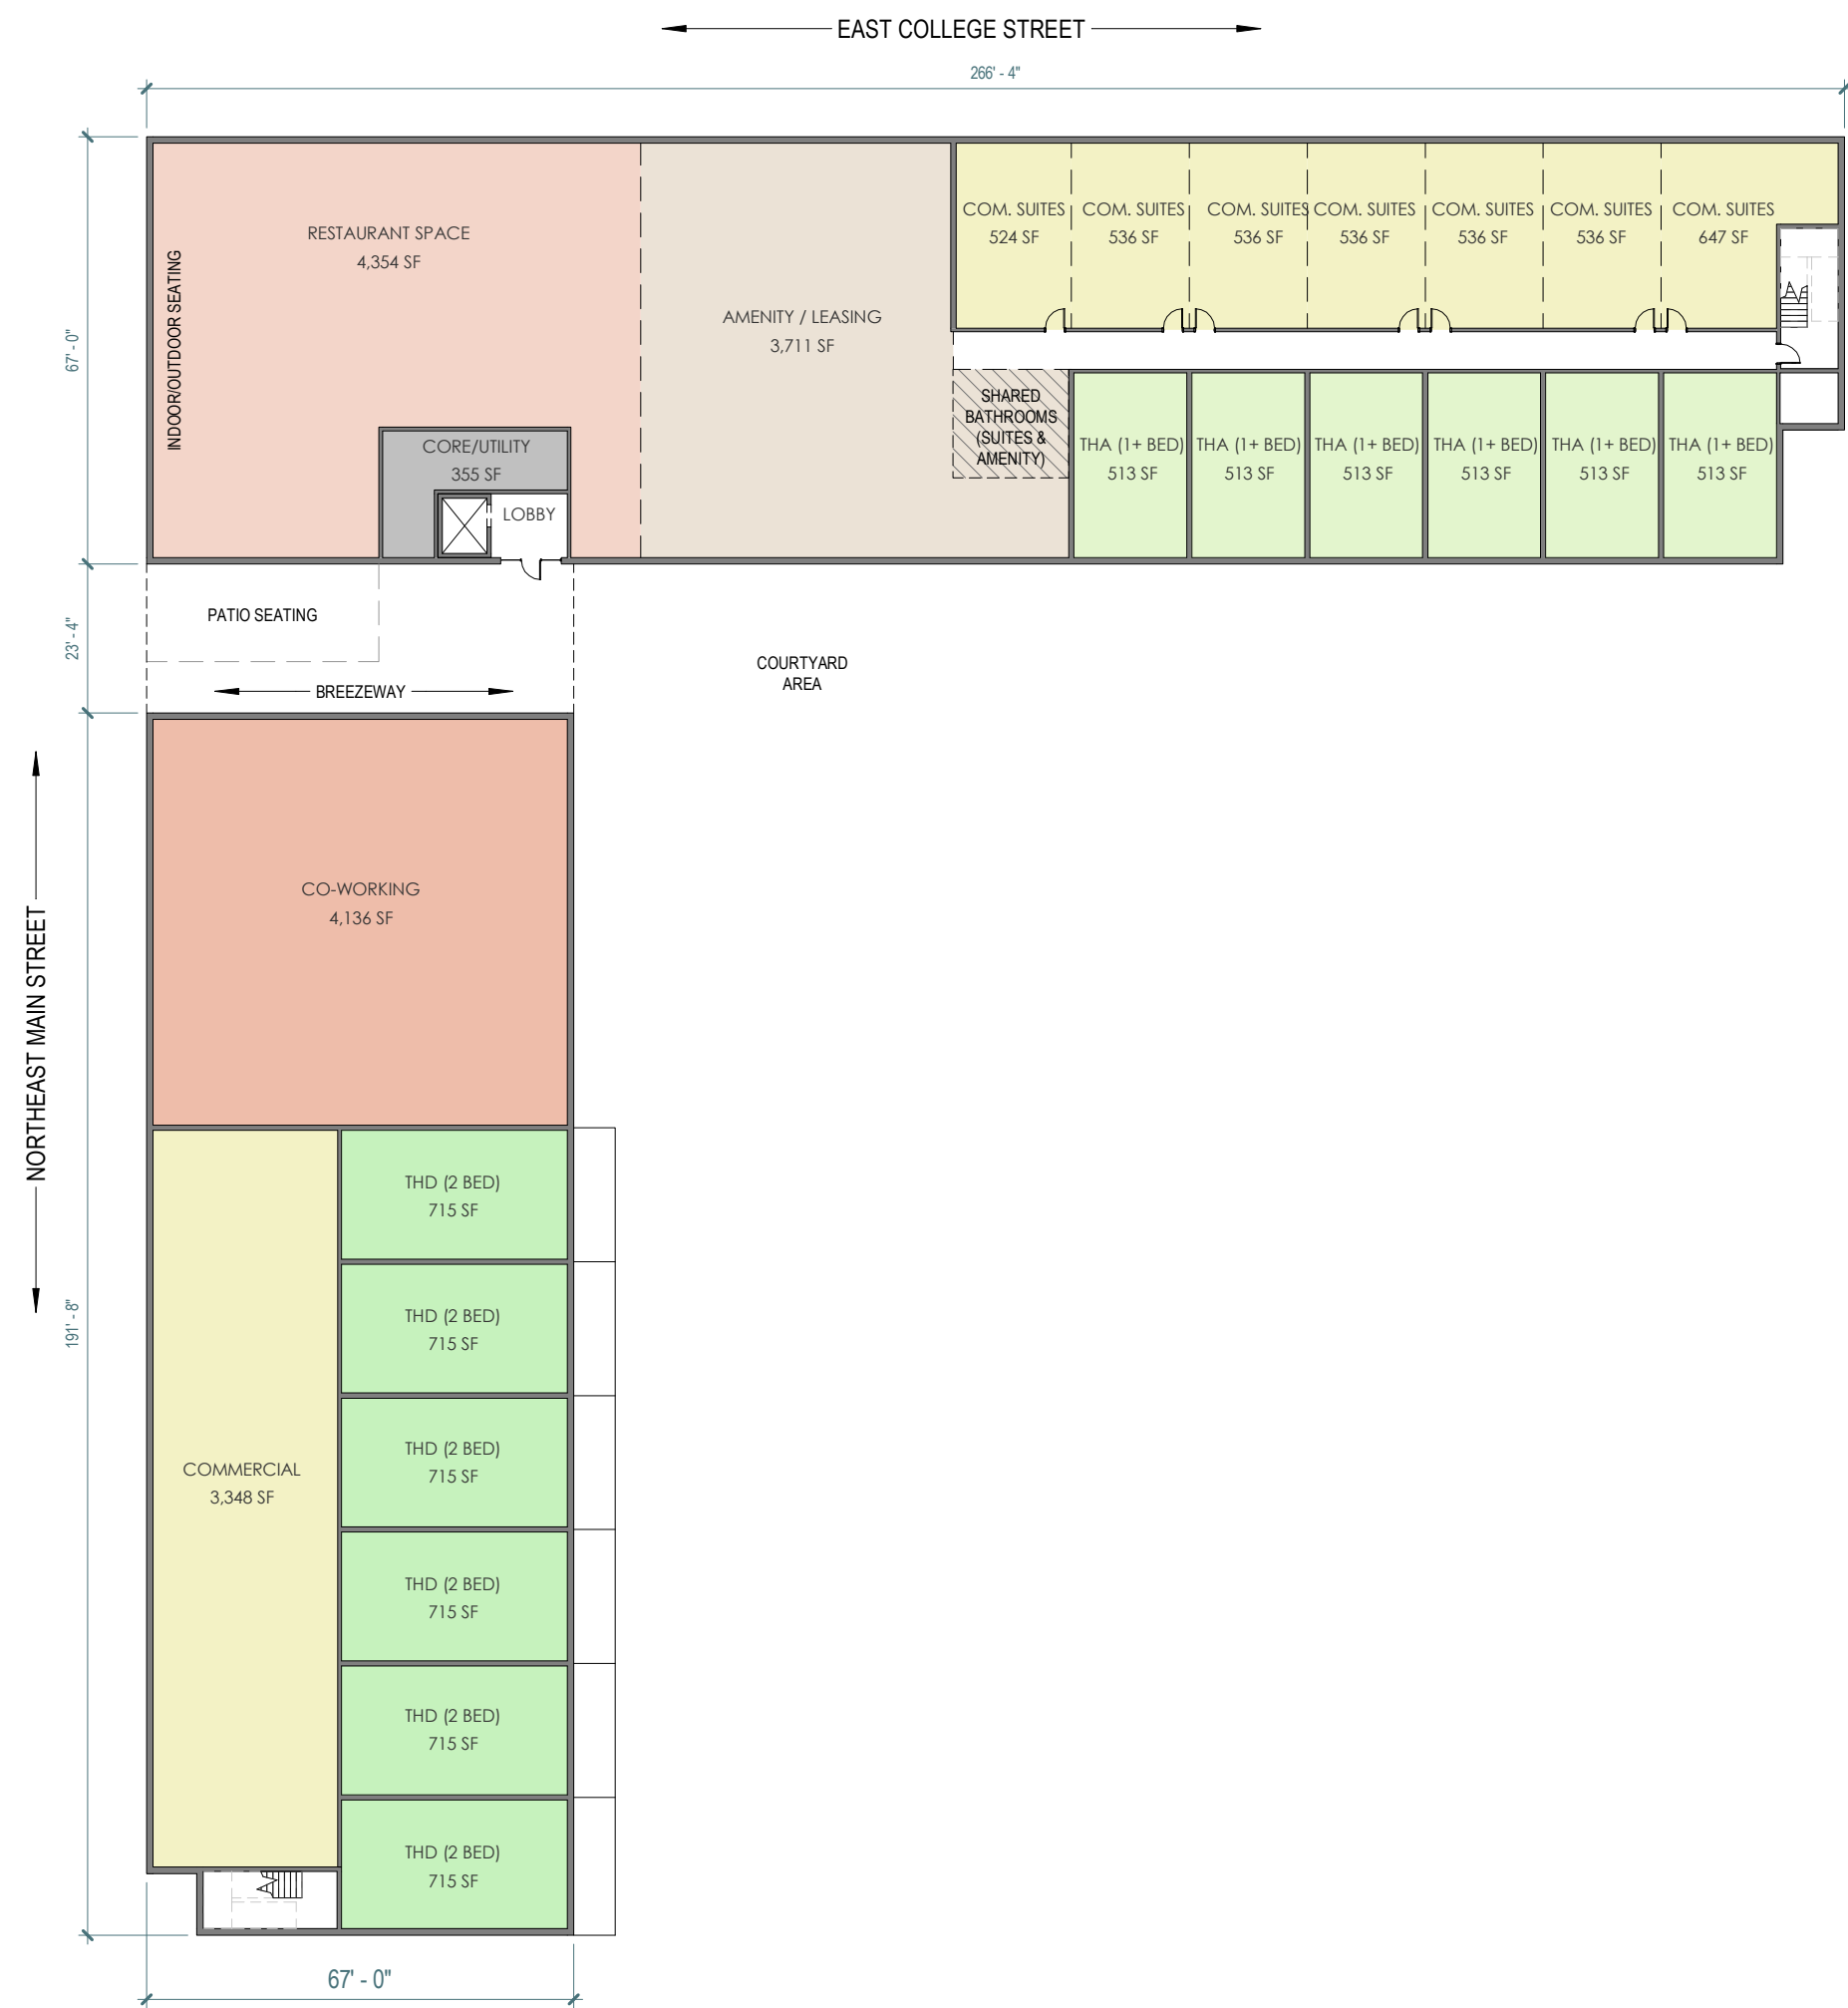 EAST COLLEGE STREET
266' - 4"
RESTAURANT SPACE
4,354 SF
INDOOR/OUTDOOR SEATING
AMENITY / LEASING
3,711 SF
COM. SUITES
524 SF
COM. SUITES
536 SF
COM. SUITES
536 SF
COM. SUITES
536 SF
COM. SUITES
536 SF
COM. SUITES
536 SF
COM. SUITES
647 SF
67' - 0"
CORE/UTILITY
355 SF
LOBBY
SHARED
BATHROOMS
(SUITES &
AMENITY)
THA (1+ BED)
513 SF
THA (1+ BED)
513 SF
THA (1+ BED)
513 SF
THA (1+ BED)
513 SF
THA (1+ BED)
513 SF
THA (1+ BED)
513 SF
23' - 4"
PATIO SEATING
BREEZEWAY
COURTYARD
AREA
NORTHEAST MAIN STREET
191' - 8"
CO-WORKING
4,136 SF
COMMERCIAL
3,348 SF
THD (2 BED)
715 SF
THD (2 BED)
715 SF
THD (2 BED)
715 SF
THD (2 BED)
715 SF
THD (2 BED)
715 SF
THD (2 BED)
715 SF
67' - 0"